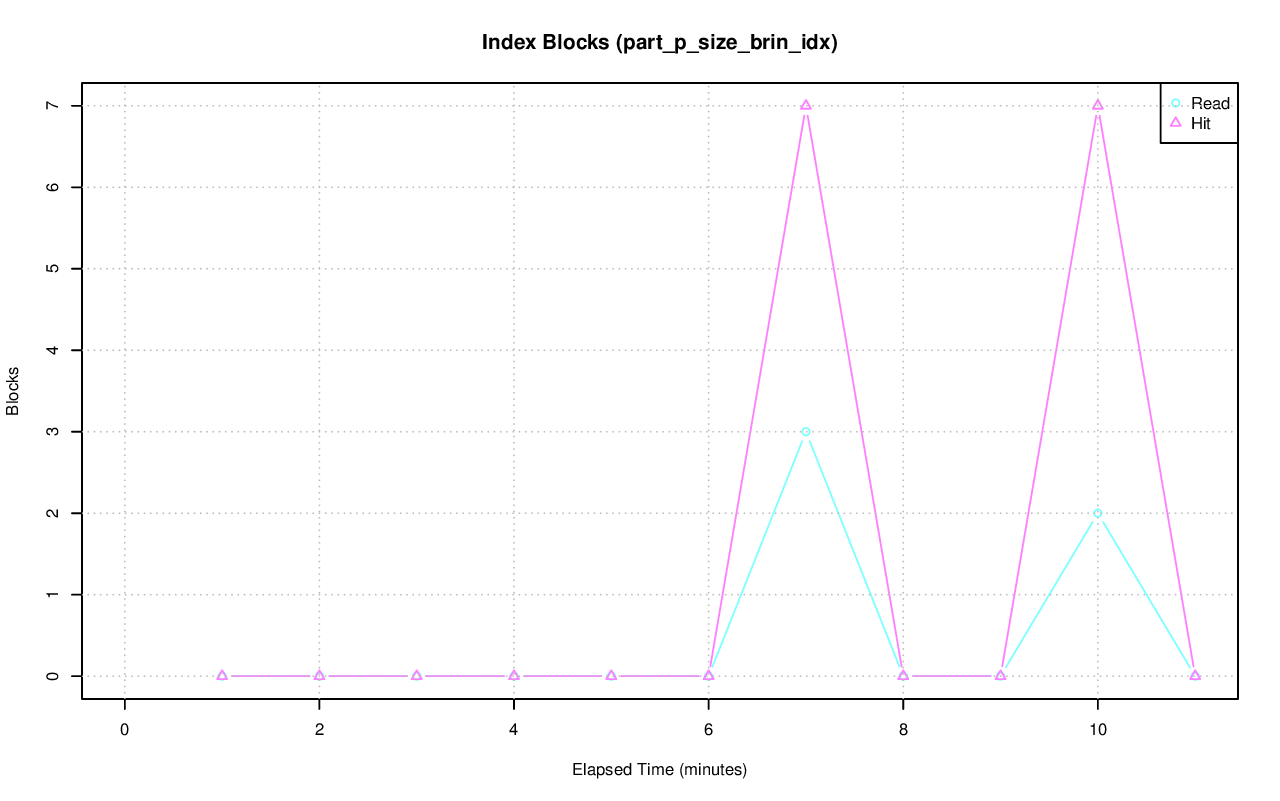 Index Blocks (part_p_size_brin_idx)
Read
Hit
7
6
5
4
3
2
1
0
Blocks
0 2 4 6 8 10
Elapsed Time (minutes)